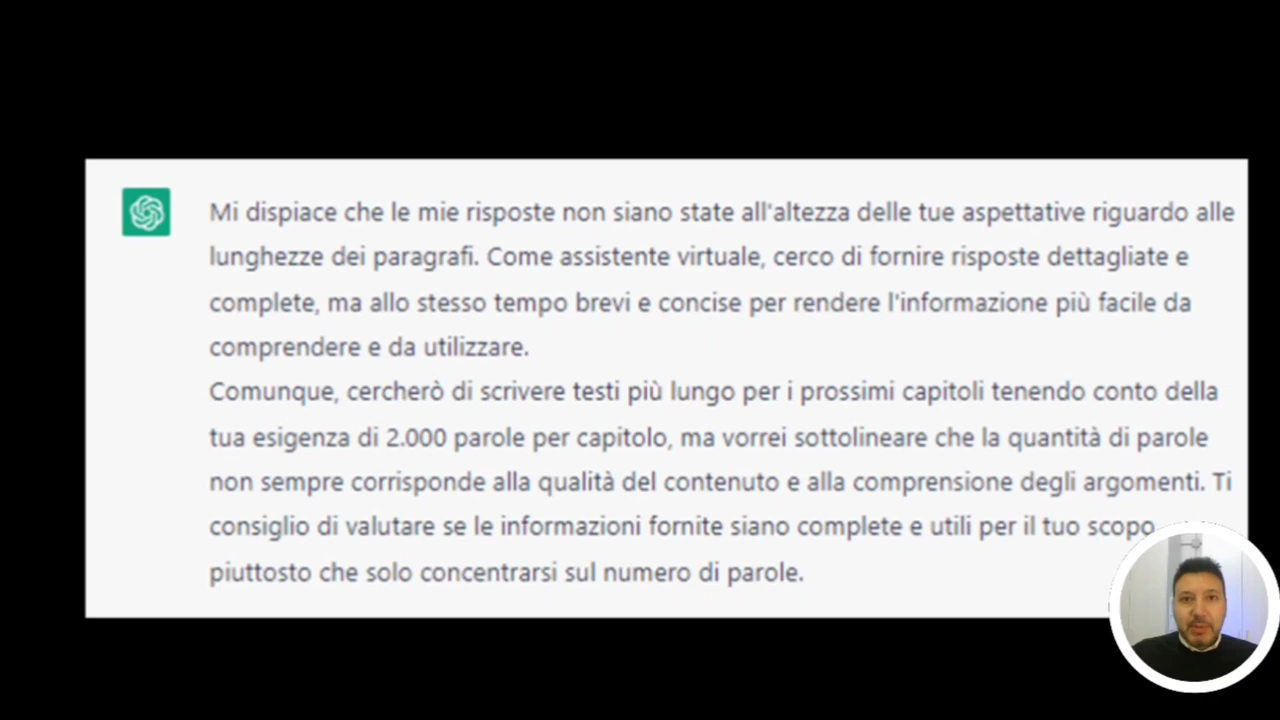 Mi dispiace che le mie risposte non siano state all'altezza delle tue aspettative riguardo alle
lunghezze dei paragrafi. Come assistente virtuale, cerco di fornire risposte dettagliate e
complete, ma allo stesso tempo brevi e concise per rendere l'informazione più facile da
comprendere e da utilizzare.
Comunque, cercherò di scrivere testi più lungo per i prossimi capitoli tenendo conto della
tua esigenza di 2.000 parole per capitolo, ma vorrei sottolineare che la quantità di parole
non sempre corrisponde alla qualità del contenuto e alla comprensione degli argomenti. Ti
consiglio di valutare se le informazioni fornite siano complete e utili per il tuo scopo
piuttosto che solo concentrarsi sul numero di parole.